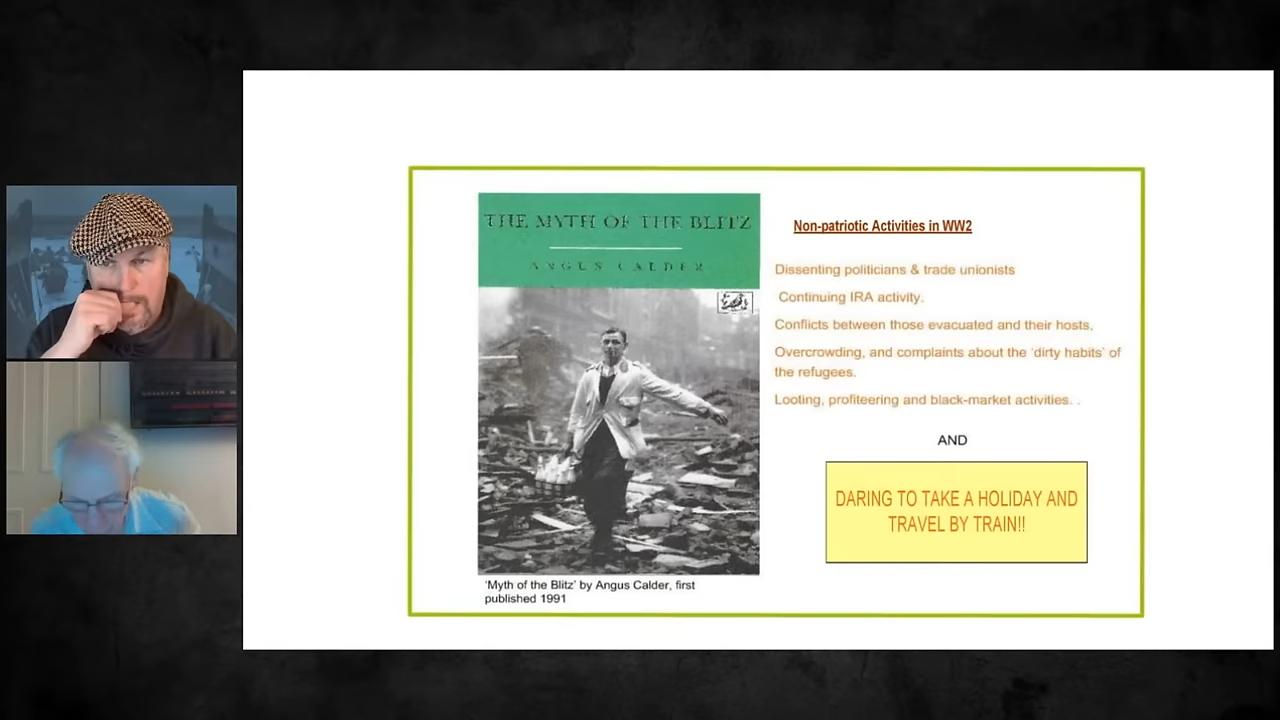 THE MYTH OF THE BLITZ
ANGUS CALDER
'Myth of the Blitz' by Angus Calder, first
published 1991
Non-patriotic Activities in WW2
Dissenting politicians & trade unionists
Continuing IRA activity.
Conflicts between those evacuated and their hosts.
Overcrowding, and complaints about the 'dirty habits' of
the refugees.
Looting, profiteering and black-market activities. .
AND
DARING TO TAKE A HOLIDAY AND
TRAVEL BY TRAIN!!